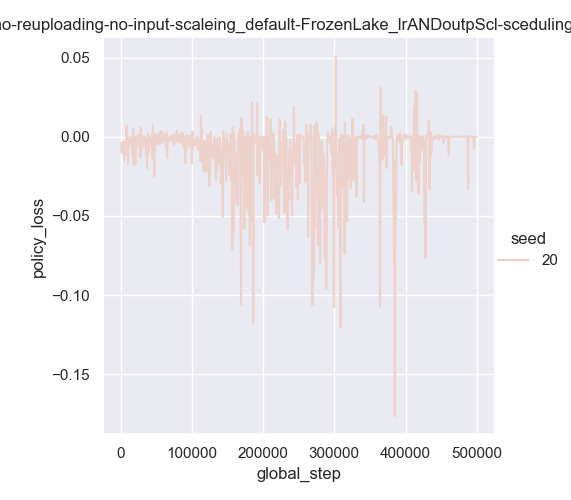 no-reuploading-no-input-scaleing_default-FrozenLake_lrANDoutpScl-sceduling
0.05
0.00
−0.05
−0.10
−0.15
policy_loss
0 100000 200000 300000 400000 500000
global_step
seed
20